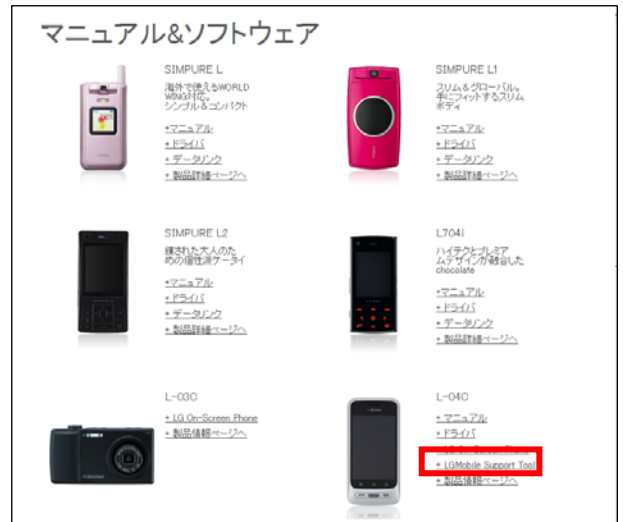 マニュアル&ソフトウェア
SIMPURE L
海外で使えるWORLD
WING対応。
シンプル&コンパクト
+マニュアル
+ドライバ
+データリンク
+製品詳細ページへ
SIMPURE L1
スリム&グローバル。
手にフィットするスリム
ボディ
+マニュアル
+ドライバ
+データリンク
+製品詳細ページへ
SIMPURE L2
練された大人のた
めの個性派ケータイ
+マニュアル
+ドライバ
+データリンク
+製品詳細ページへ
L704i
ハイテクとプレミア
ムデザインが融合した
chocolate
+マニュアル
+ドライバ
+データリンク
+製品詳細ページへ
L-03C
+LG On-Screen Phone
+製品情報ページへ
L-04C
+マニュアル
+ドライバ
+LG On-Screen Phone
+LGMobile Support Tool
+製品情報ページへ